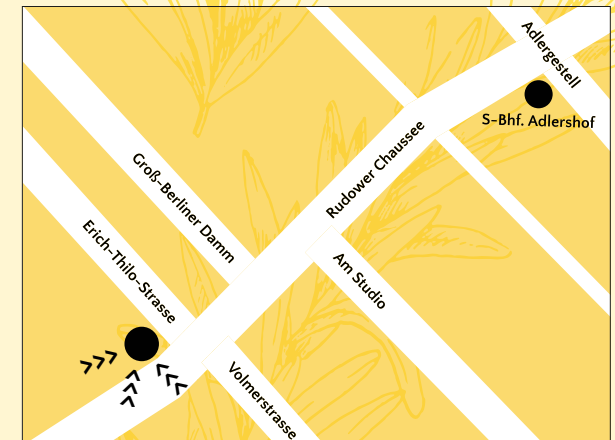 Adlergestell
S-Bhf. Adlershof
Rudower Chaussee
Groß-Berliner Damm
Erich-Thilo-Strasse
Am Studio
Volmerstrasse